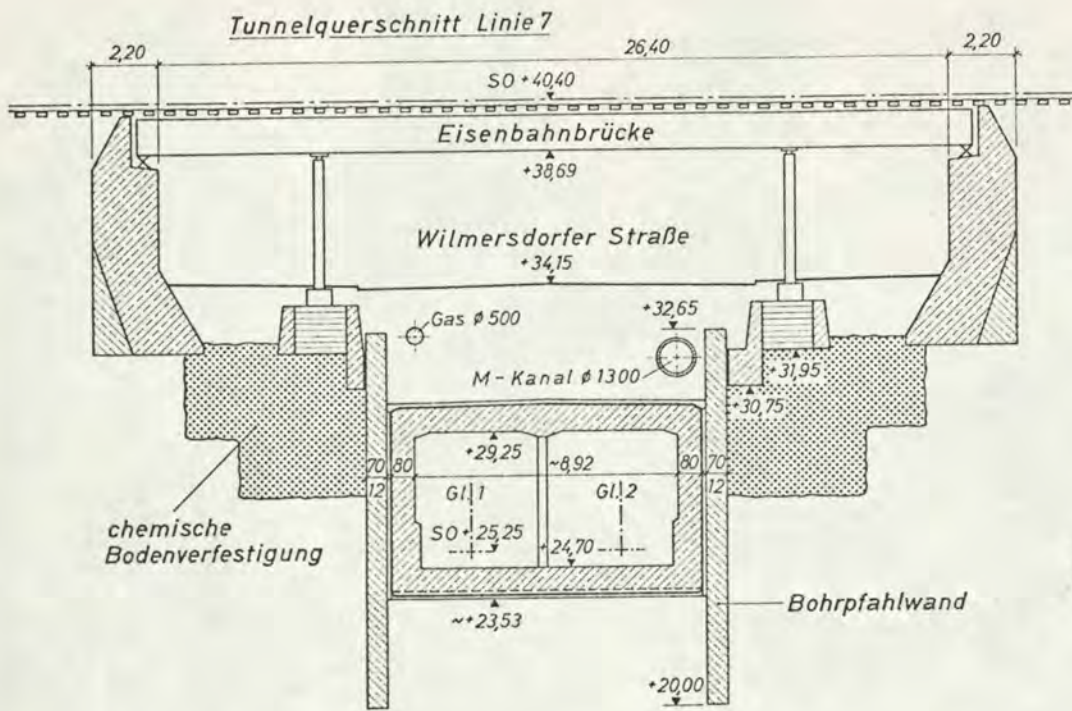 Tunnelquerschnitt Linie 7
2,20
26,40
2,20
SO +40,40
Eisenbahnbrücke
+38,69
Wilmersdorfer Straße
+34,15
Gas ø 500
+32,65
M-Kanal ø 1300
+31,95
+30,75
+29,25
70
80
~8,92
80
70
12
12
Gl. 1
Gl. 2
SO +25,25
+24,70
chemische
Bodenverfestigung
~+23,53
Bohrpfahlwand
+20,00